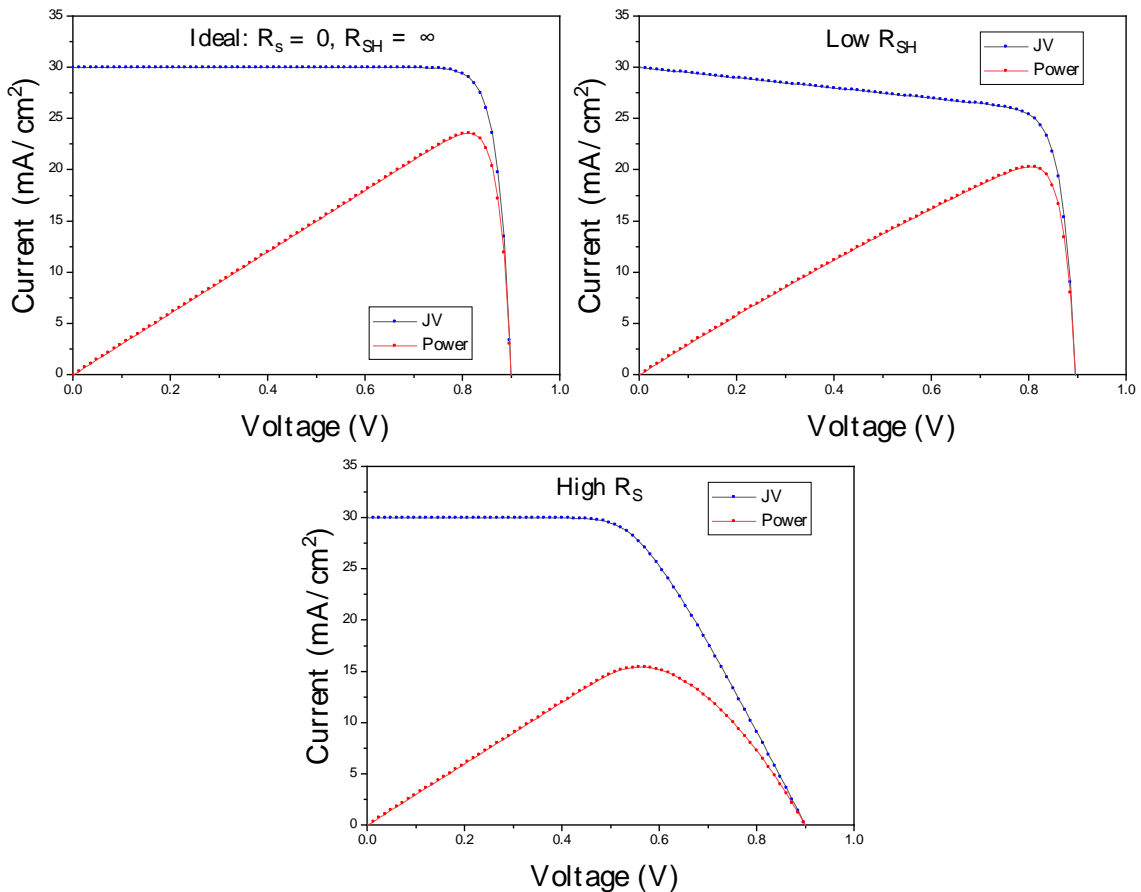 Ideal: Rs = 0, RSH = ∞
JV
Power
Current (mA/cm²)
35
30
25
20
15
10
5
0
0.0 0.2 0.4 0.6 0.8 1.0
Voltage (V)
Low RSH
JV
Power
Current (mA/cm²)
35
30
25
20
15
10
5
0
0.0 0.2 0.4 0.6 0.8 1.0
Voltage (V)
High RS
JV
Power
Current (mA/cm²)
35
30
25
20
15
10
5
0
0.0 0.2 0.4 0.6 0.8 1.0
Voltage (V)